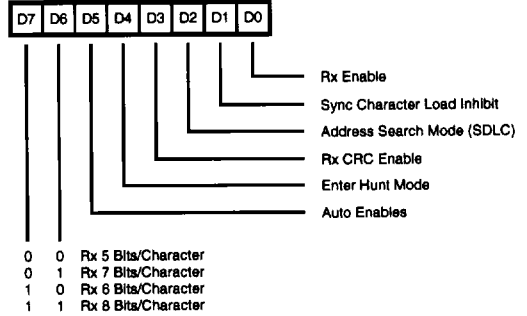 D7 D6 D5 D4 D3 D2 D1 D0
Rx Enable
Sync Character Load Inhibit
Address Search Mode (SDLC)
Rx CRC Enable
Enter Hunt Mode
Auto Enables
0 0 Rx 5 Bits/Character
0 1 Rx 7 Bits/Character
1 0 Rx 6 Bits/Character
1 1 Rx 8 Bits/Character